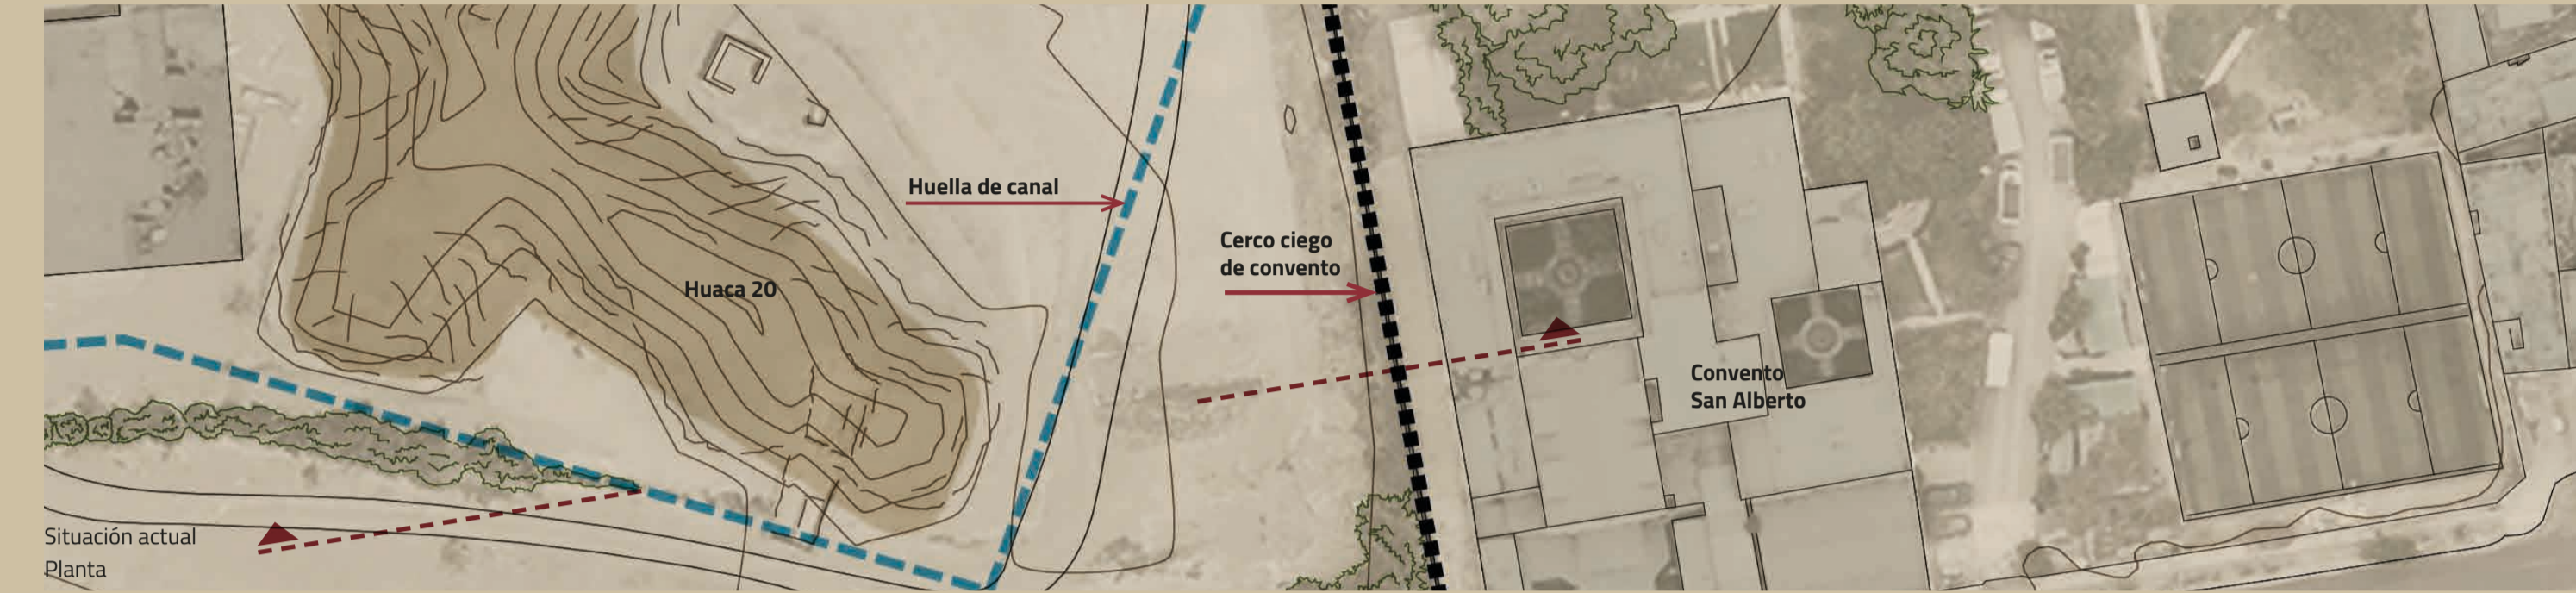 Huella de canal
Cerco ciego
de convento
Huaca 20
Convento
San Alberto
Situación actual
Planta